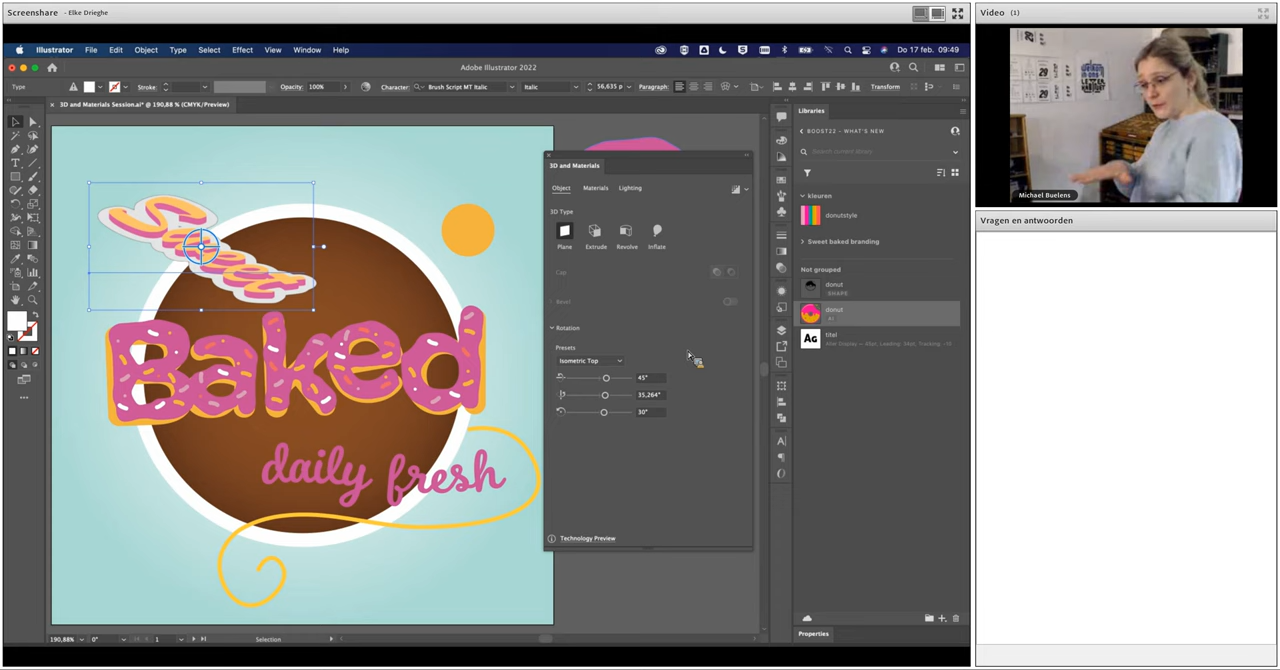 Screenshare - Elke Drieghe
Illustrator File Edit Object Type Select Effect View Window Help
Do 17 feb. 09:49
Adobe Illustrator 2022
Type
Stroke:
Opacity: 100%
Character: Brush Script MT Italic
Italic
56,635 p
Paragraph:
Transform
3D and Materials Session.ai* @ 190,88 % (CMYK/Preview)
Sweet
Baked
daily fresh
3D and Materials
Object Materials Lighting
3D Type
Plane Extrude Revolve Inflate
Cap
Bevel
Rotation
Presets
Isometric Top
45°
35,264°
30°
Technology Preview
Libraries
BOOST22 - WHAT'S NEW
Search current library
kleuren
donutstyle
Sweet baked branding
Not grouped
donut
SHAPE
donut
AI
Ag
titel
Properties
190,88%
0°
1
Selection
Video (1)
Michael Buelens
Vragen en antwoorden